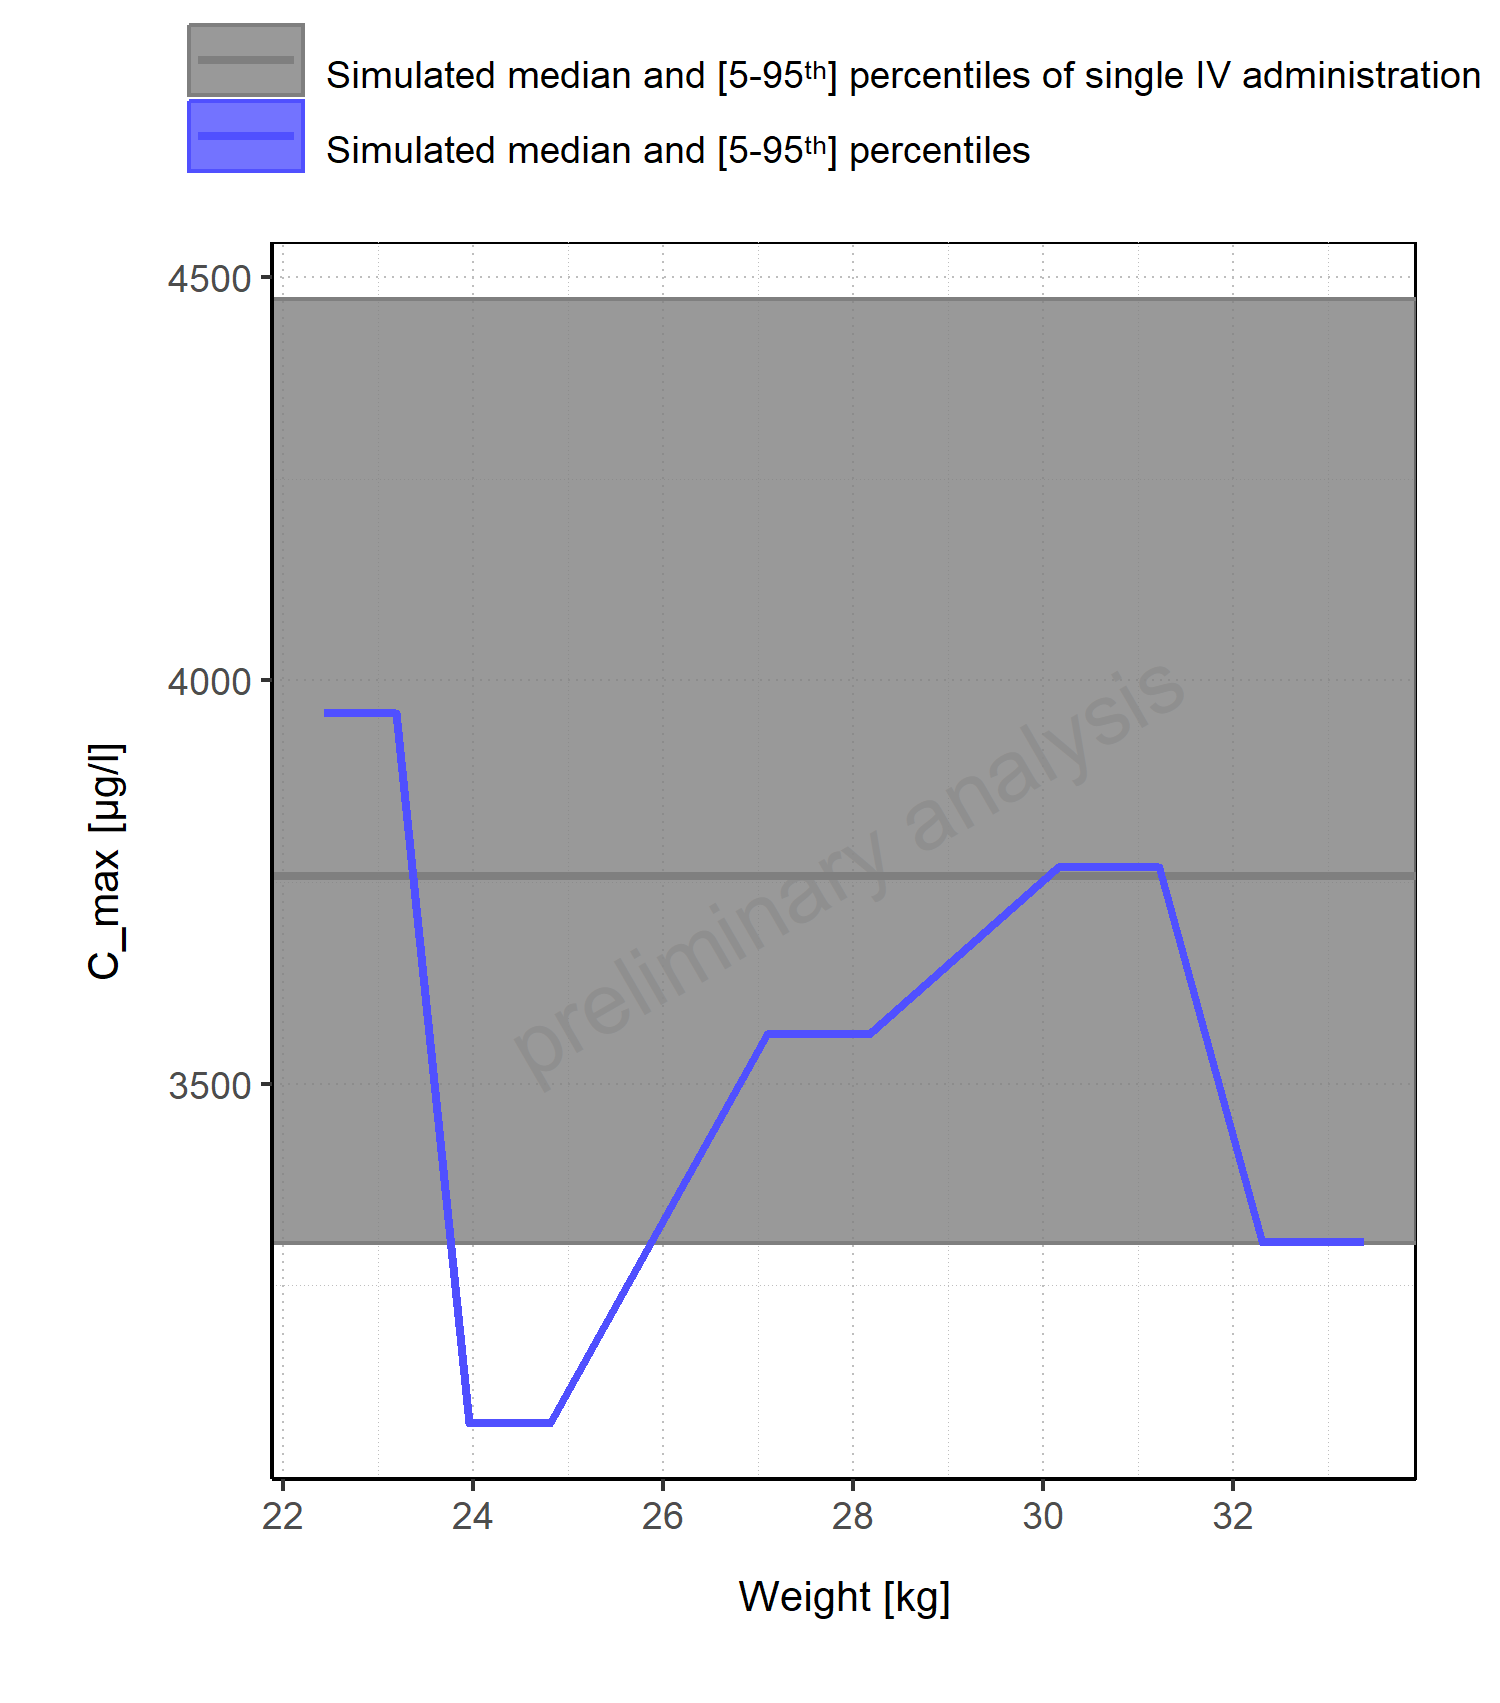 Simulated median and [5-95ᵗʰ] percentiles of single IV administration
Simulated median and [5-95ᵗʰ] percentiles
4500
4000
3500
C_max [µg/l]
preliminary analysis
22 24 26 28 30 32
Weight [kg]